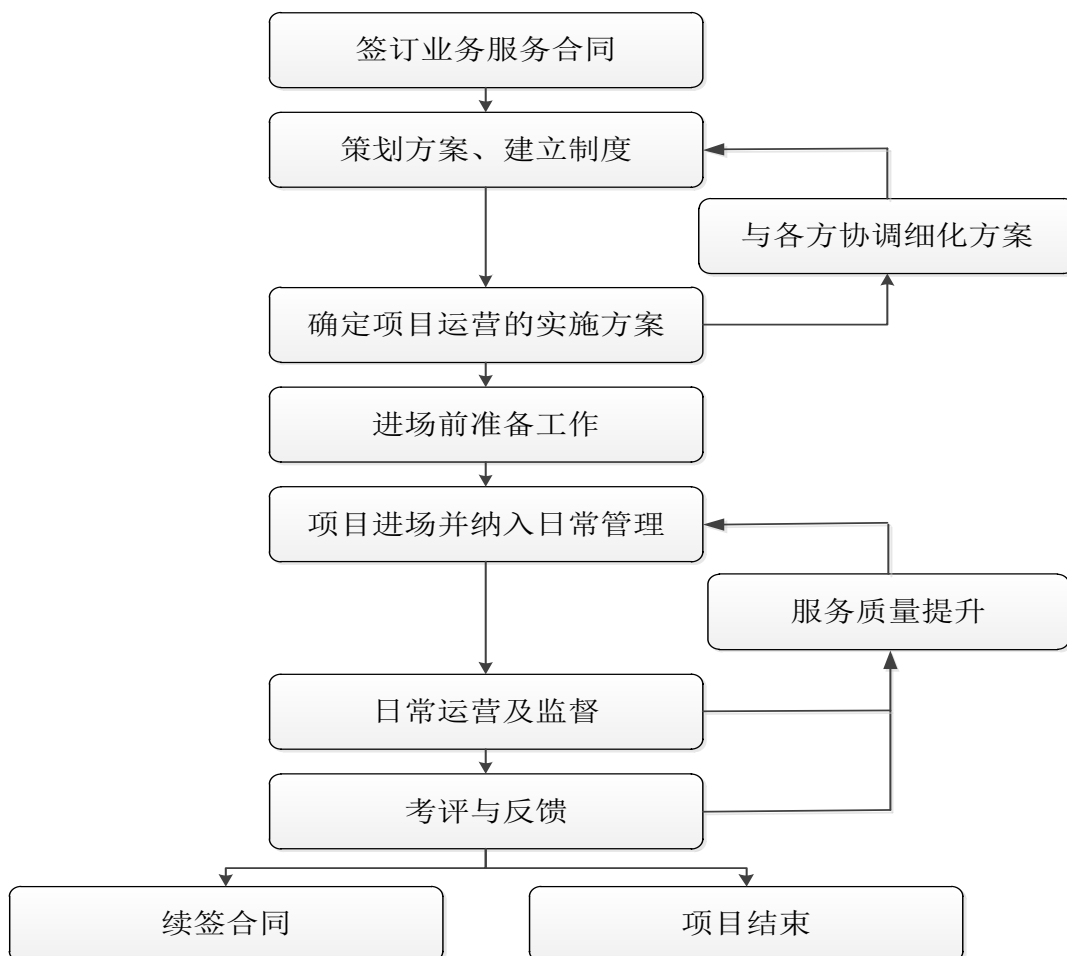 签订业务服务合同
策划方案、建立制度
与各方协调细化方案
确定项目运营的实施方案
进场前准备工作
项目进场并纳入日常管理
服务质量提升
日常运营及监督
考评与反馈
续签合同
项目结束